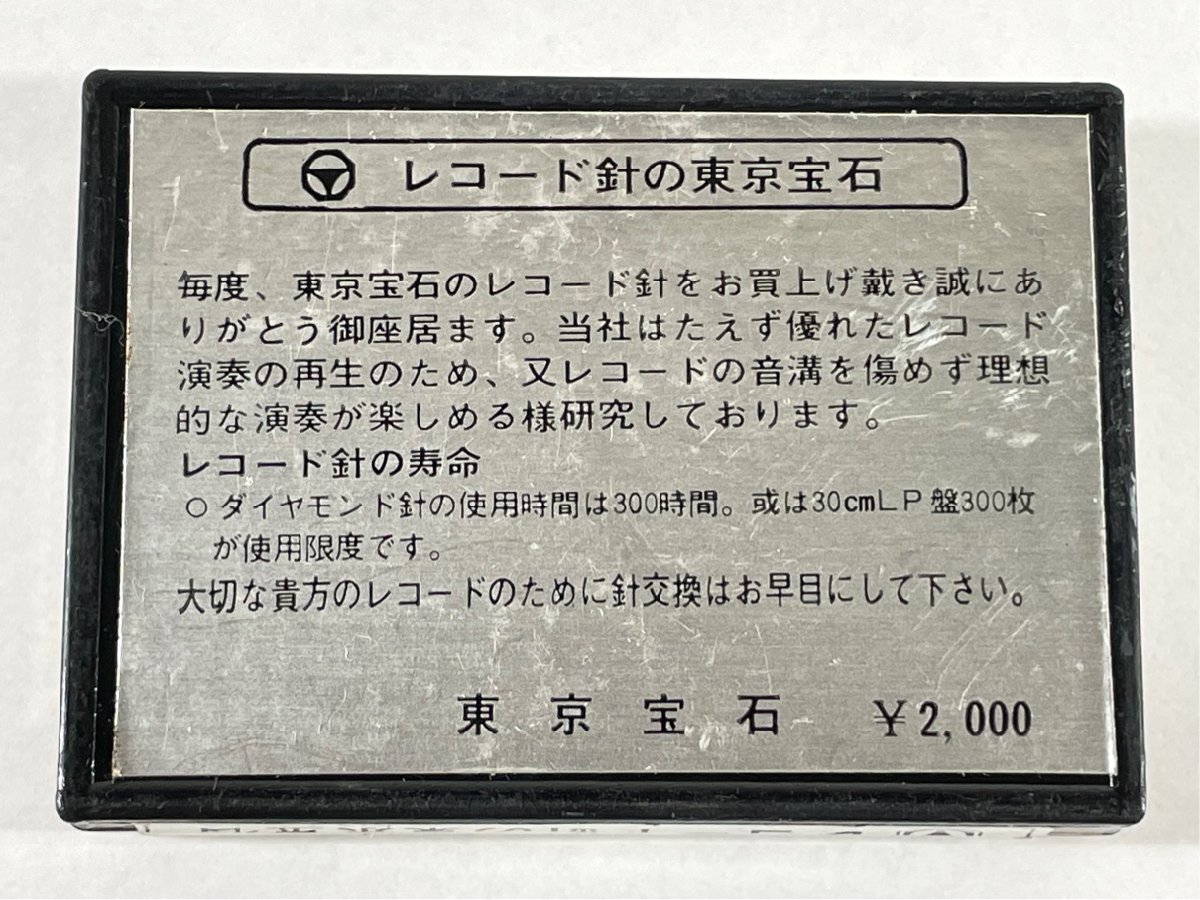 レコード針の東京宝石
毎度、東京宝石のレコード針をお買上げ戴き誠にあ
りがとう御座居ます。当社はたえず優れたレコード
演奏の再生のため、又レコードの音溝を傷めず理想
的な演奏が楽しめる様研究しております。
レコード針の寿命
○ ダイヤモンド針の使用時間は300時間。或は30cmLP盤300枚
が使用限度です。
大切な貴方のレコードのために針交換はお早目にして下さい。
東京宝石 ¥2,000